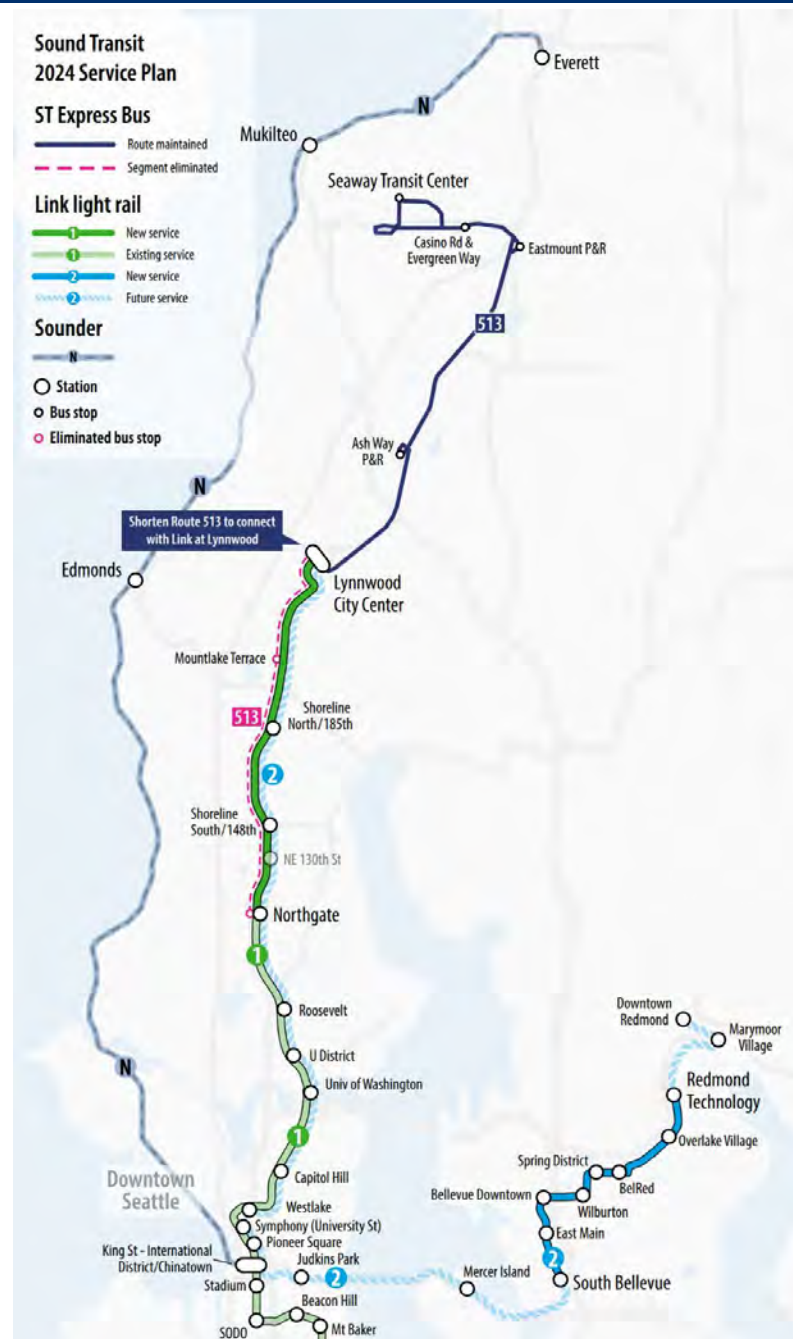 Sound Transit
2024 Service Plan
ST Express Bus
Route maintained
Segment eliminated
Link light rail
1 New service
1 Existing service
2 New service
2 Future service
Sounder
N
Station
Bus stop
Eliminated bus stop
Everett
N
Mukilteo
Seaway Transit Center
Casino Rd &
Evergreen Way
Eastmount P&R
513
Ash Way
P&R
N
Shorten Route 513 to connect
with Link at Lynnwood
Edmonds
Lynnwood
City Center
Mountlake Terrace
513
Shoreline
North/185th
2
Shoreline
South/148th
NE 130th St
Northgate
1
Roosevelt
U District
Univ of Washington
N
1
Capitol Hill
Downtown
Seattle
Westlake
Symphony (University St)
Pioneer Square
King St - International
District/Chinatown
Judkins Park
2
Stadium
Beacon Hill
SODO
Mt Baker
Mercer Island
Downtown
Redmond
Marymoor
Village
Redmond
Technology
Overlake Village
Spring District
BelRed
Bellevue Downtown
Wilburton
East Main
2
South Bellevue